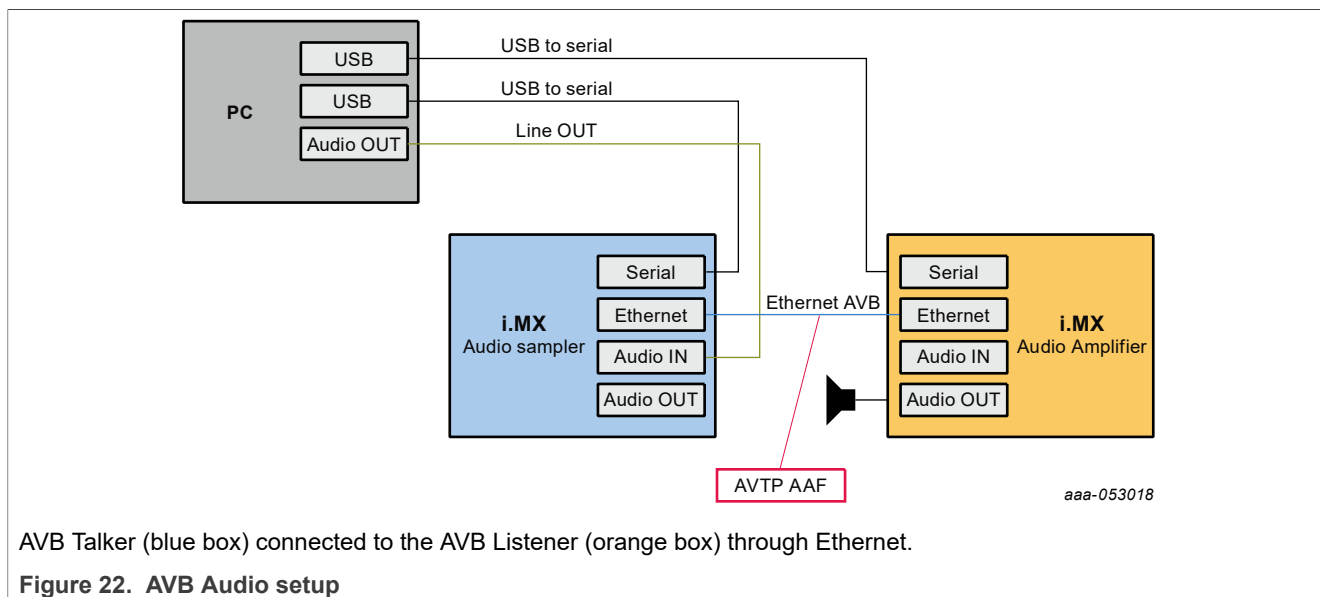 USB to serial
USB
USB to serial
PC
USB
Line OUT
Audio OUT
Serial
Serial
Ethernet AVB
i.MX
Audio sampler
Ethernet
Ethernet
i.MX
Audio Amplifier
Audio IN
Audio IN
Audio OUT
Audio OUT
AVTP AAF
aaa-053018
AVB Talker (blue box) connected to the AVB Listener (orange box) through Ethernet.
Figure 22. AVB Audio setup